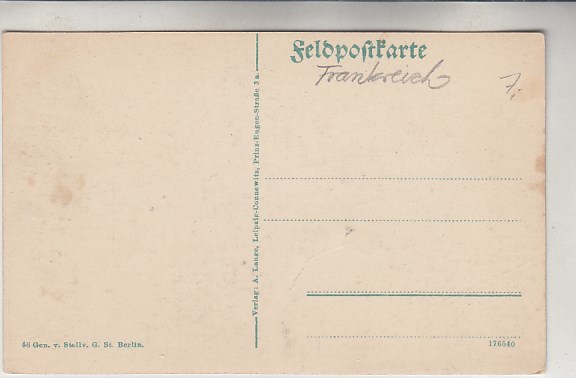 Feldpostkarte
Frankreich
7.
Verlag: A. Lange, Leipzig-Connewitz, Prinz-Eugen-Straße 3a.
46 Gen. v. Stellv. G. St. Berlin.
176540